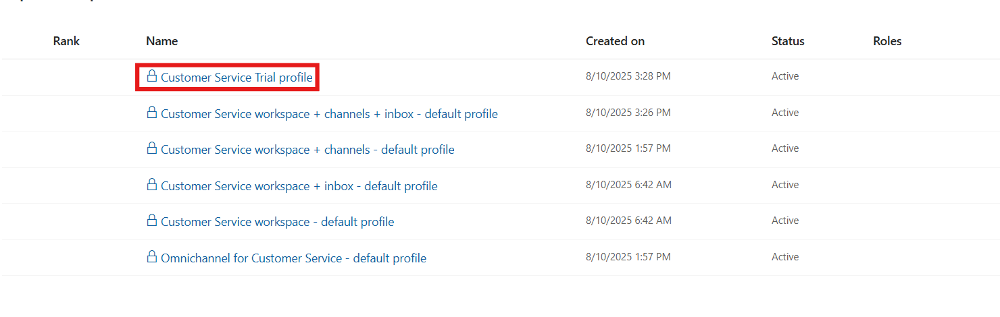 Rank Name Created on Status Roles
Customer Service Trial profile 8/10/2025 3:28 PM Active
Customer Service workspace + channels + inbox - default profile 8/10/2025 3:26 PM Active
Customer Service workspace + channels - default profile 8/10/2025 1:57 PM Active
Customer Service workspace + inbox - default profile 8/10/2025 6:42 AM Active
Customer Service workspace - default profile 8/10/2025 6:42 AM Active
Omnichannel for Customer Service - default profile 8/10/2025 1:57 PM Active